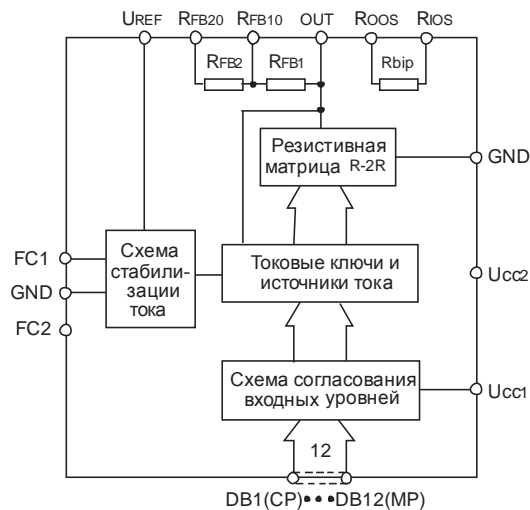 UREF RFB20 RFB10 OUT ROOS RIOS
RFB2 RFB1 Rbip
Резистивная
матрица R-2R
GND
FC1
GND
FC2
Схема
стабили-
зации
тока
Токовые ключи и
источники тока
Ucc2
Схема согласования
входных уровней
Ucc1
12
DB1(CP) ••• DB12(MP)